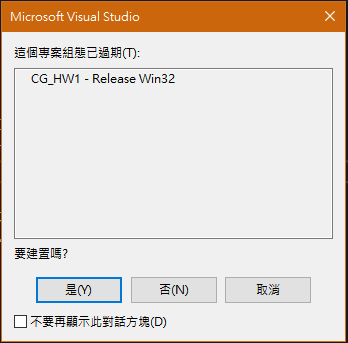 Microsoft Visual Studio
這個專案組態已過期(T):
CG_HW1 - Release Win32
要建置嗎?
是(Y)
否(N)
取消
不要再顯示此對話方塊(D)